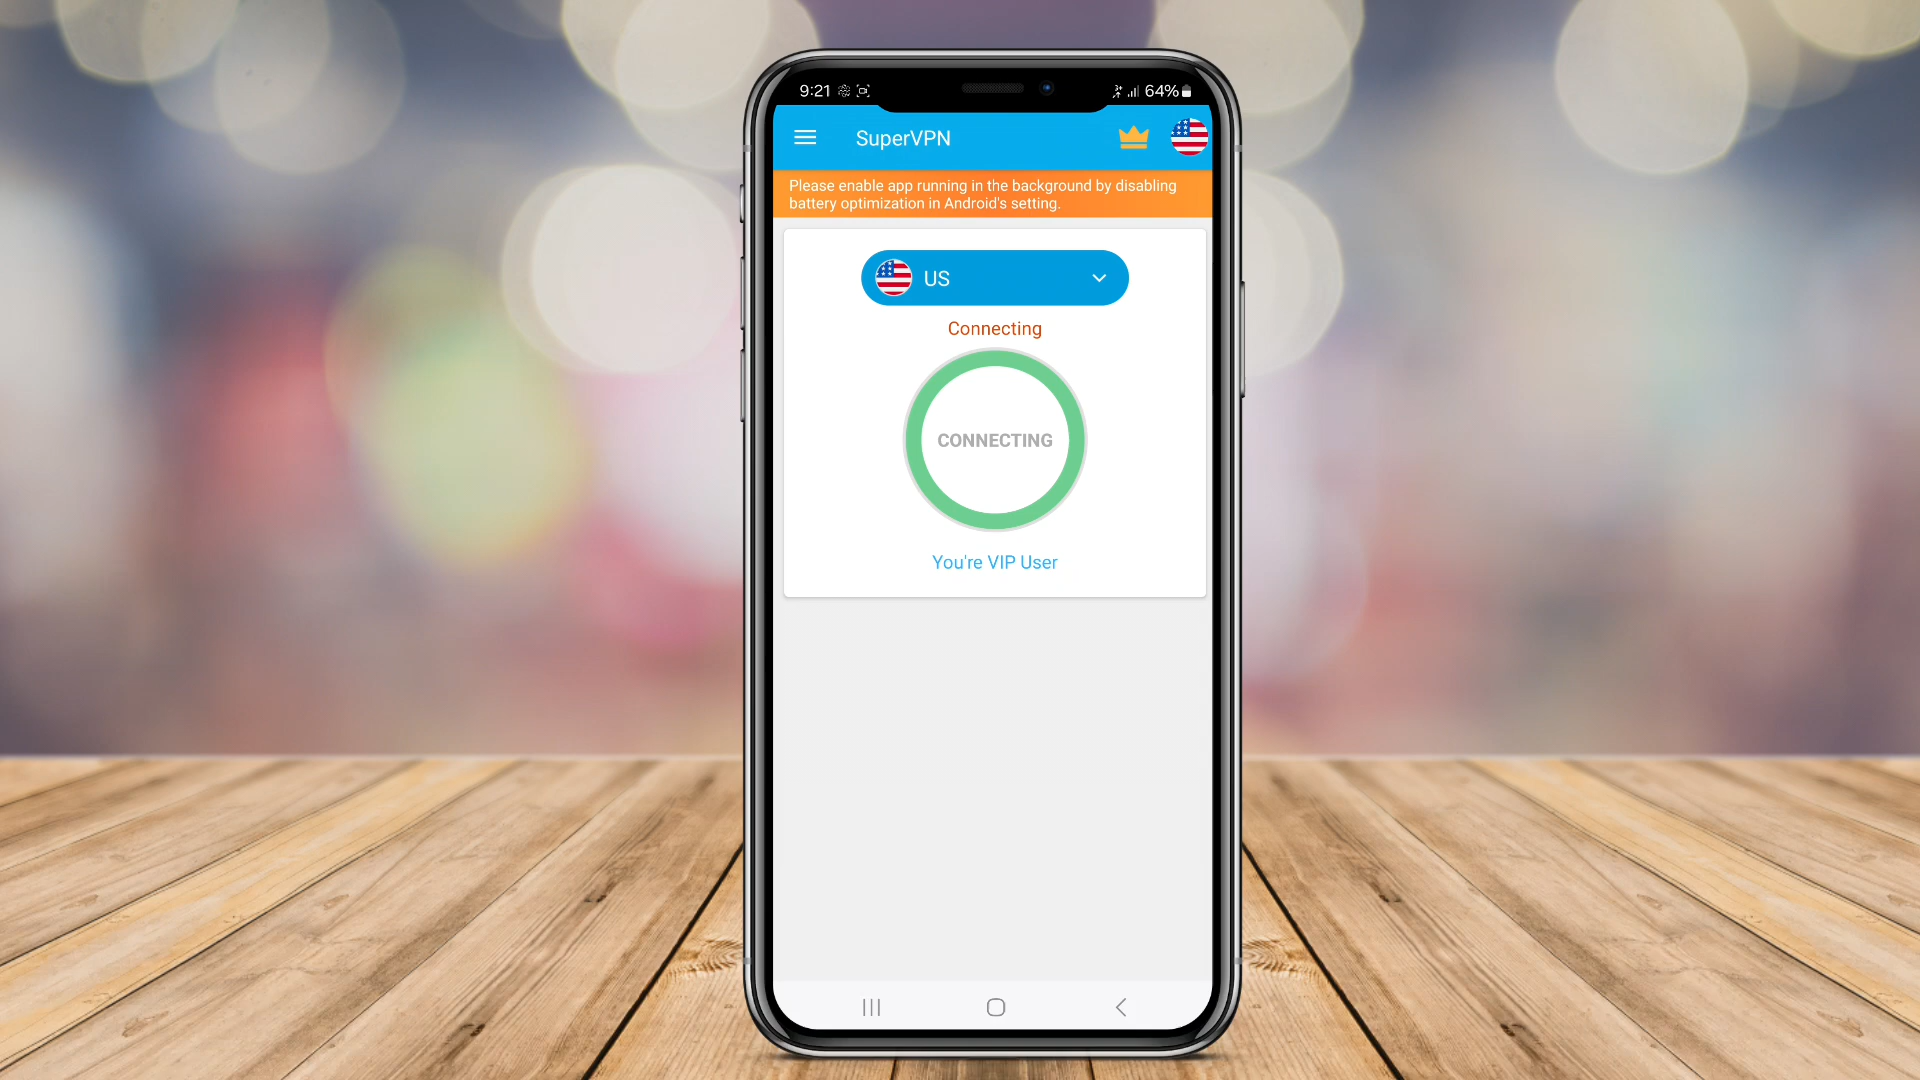 9:21 64%
SuperVPN
Please enable app running in the background by disabling
battery optimization in Android's setting.
US
Connecting
CONNECTING
You're VIP User